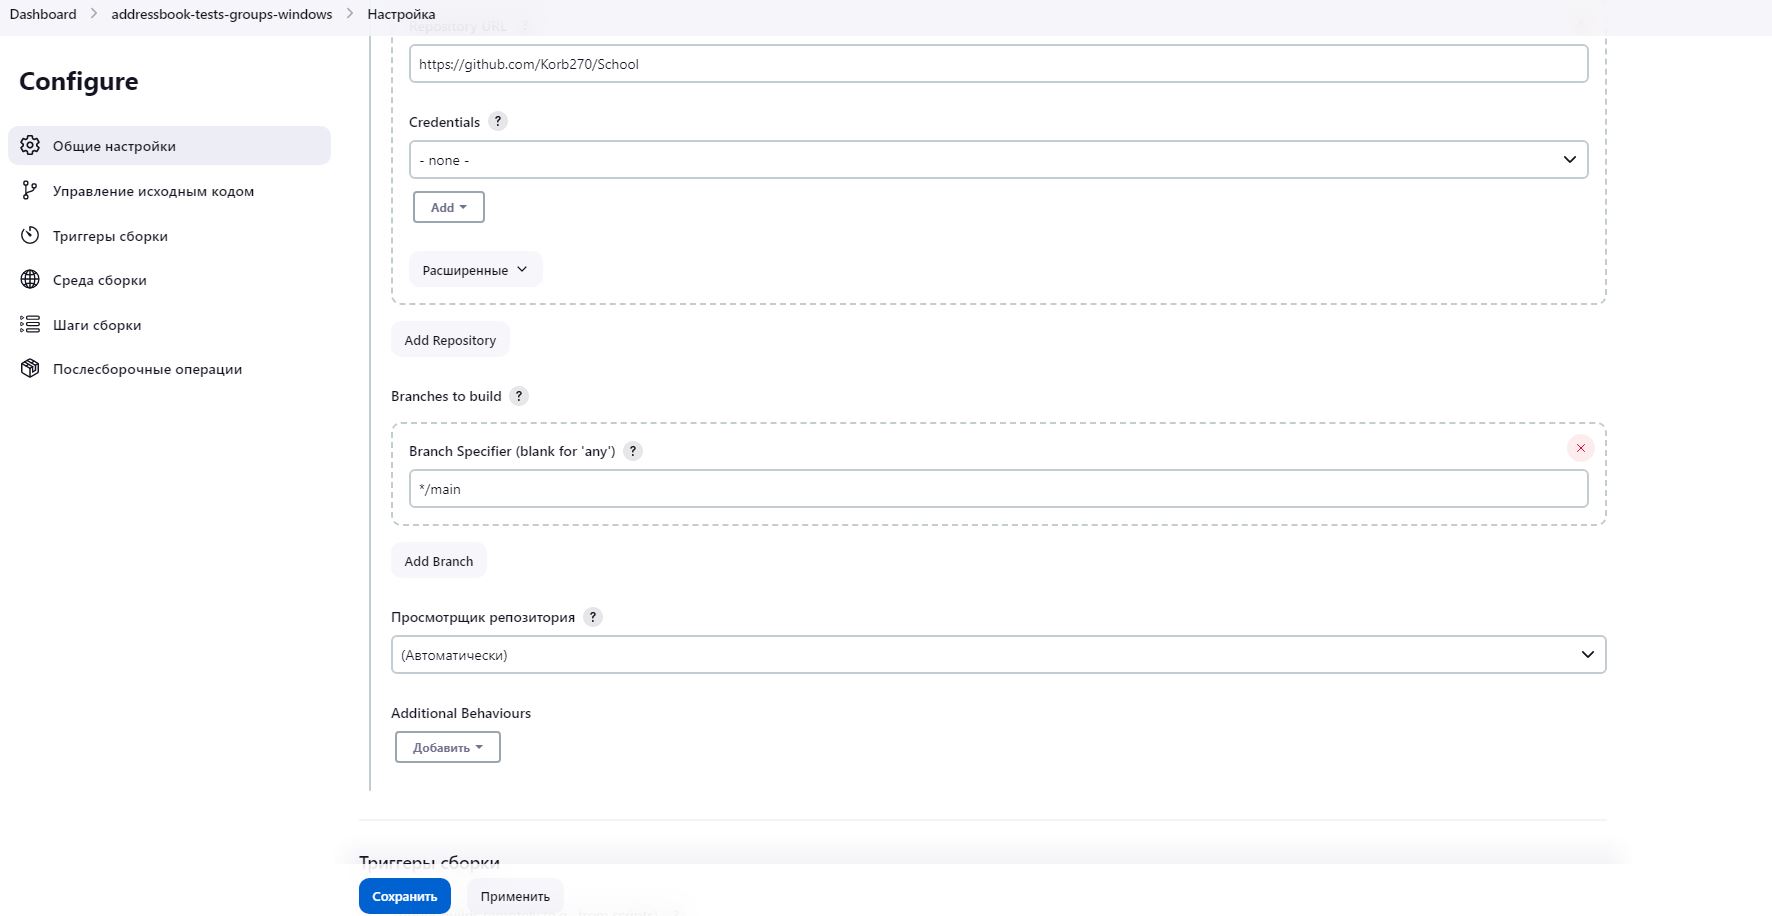 Dashboard > addressbook-tests-groups-windows > Настройка
Configure
Общие настройки
Управление исходным кодом
Триггеры сборки
Среда сборки
Шаги сборки
Послесборочные операции
Repository URL ?
https://github.com/Korb270/School
Credentials ?
- none -
Add
Расширенные
Add Repository
Branches to build ?
Branch Specifier (blank for 'any') ?
*/main
Add Branch
Просмотрщик репозитория ?
(Автоматически)
Additional Behaviours
Добавить
Триггеры сборки
Сохранить Применить